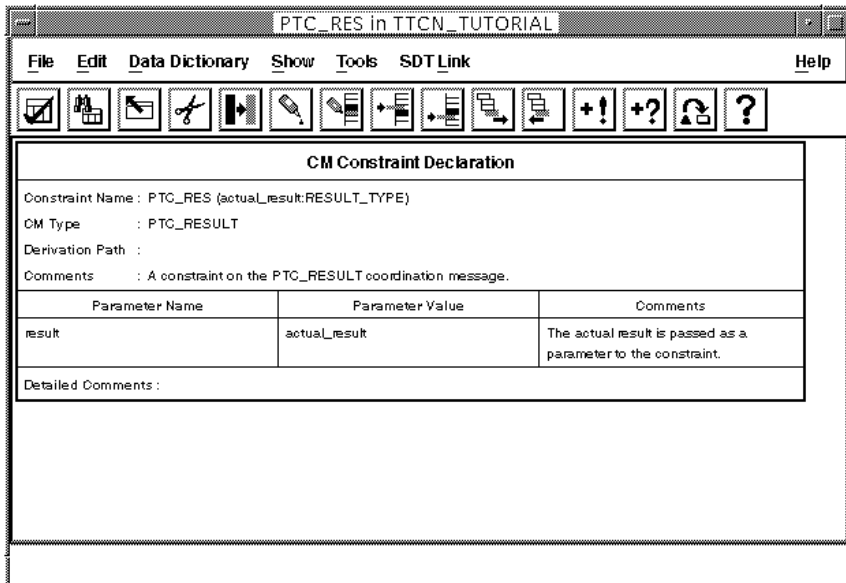 PTC_RES in TTCN_TUTORIAL
File Edit Data Dictionary Show Tools SDT Link Help
+! +? ?
CM Constraint Declaration
Constraint Name : PTC_RES (actual_result:RESULT_TYPE)
CM Type : PTC_RESULT
Derivation Path :
Comments : A constraint on the PTC_RESULT coordination message.
Parameter Name Parameter Value Comments
result actual_result The actual result is passed as a
parameter to the constraint.
Detailed Comments :